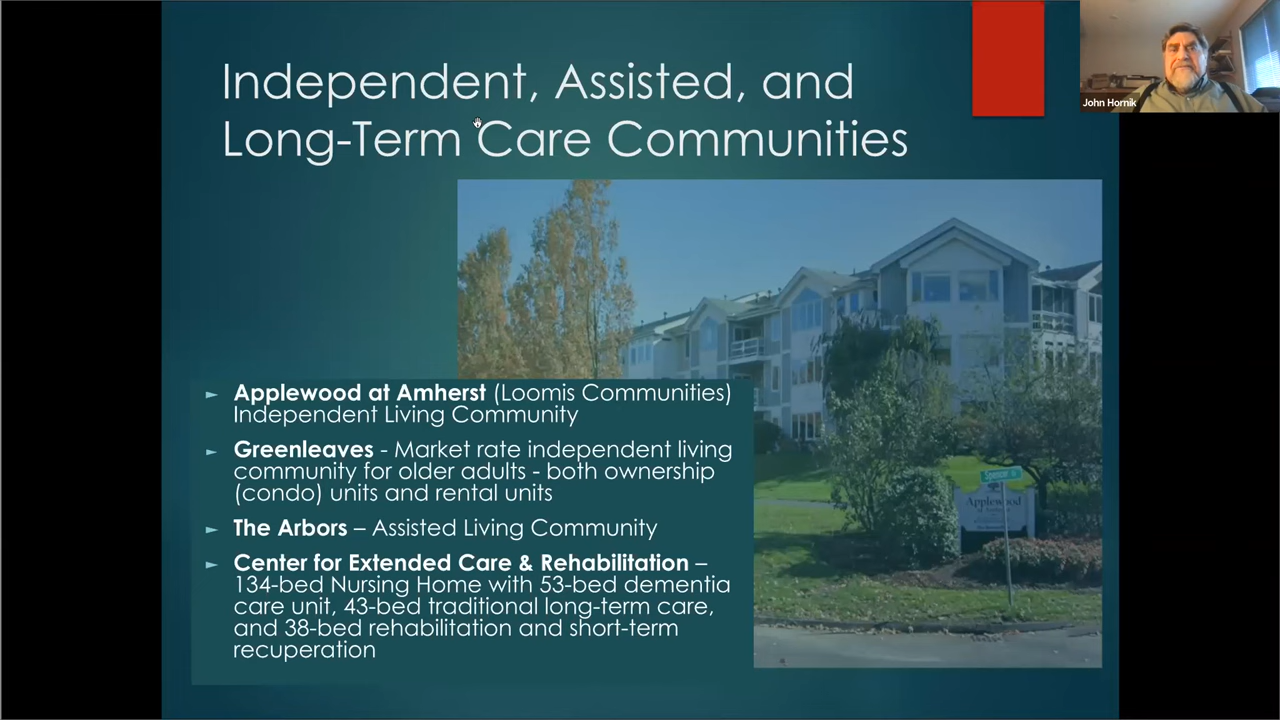 Independent, Assisted, and
Long-Term Care Communities
John Hornik
► Applewood at Amherst (Loomis Communities)
Independent Living Community
► Greenleaves - Market rate independent living
community for older adults - both ownership
(condo) units and rental units
► The Arbors – Assisted Living Community
► Center for Extended Care & Rehabilitation –
134-bed Nursing Home with 53-bed dementia
care unit, 43-bed traditional long-term care,
and 38-bed rehabilitation and short-term
recuperation
Applewood